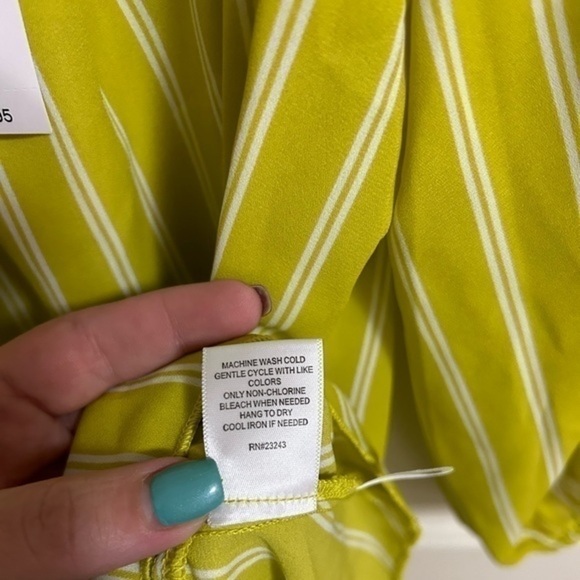 95
MACHINE WASH COLD
GENTLE CYCLE WITH LIKE
COLORS
ONLY NON-CHLORINE
BLEACH WHEN NEEDED
HANG TO DRY
COOL IRON IF NEEDED
RN#23243